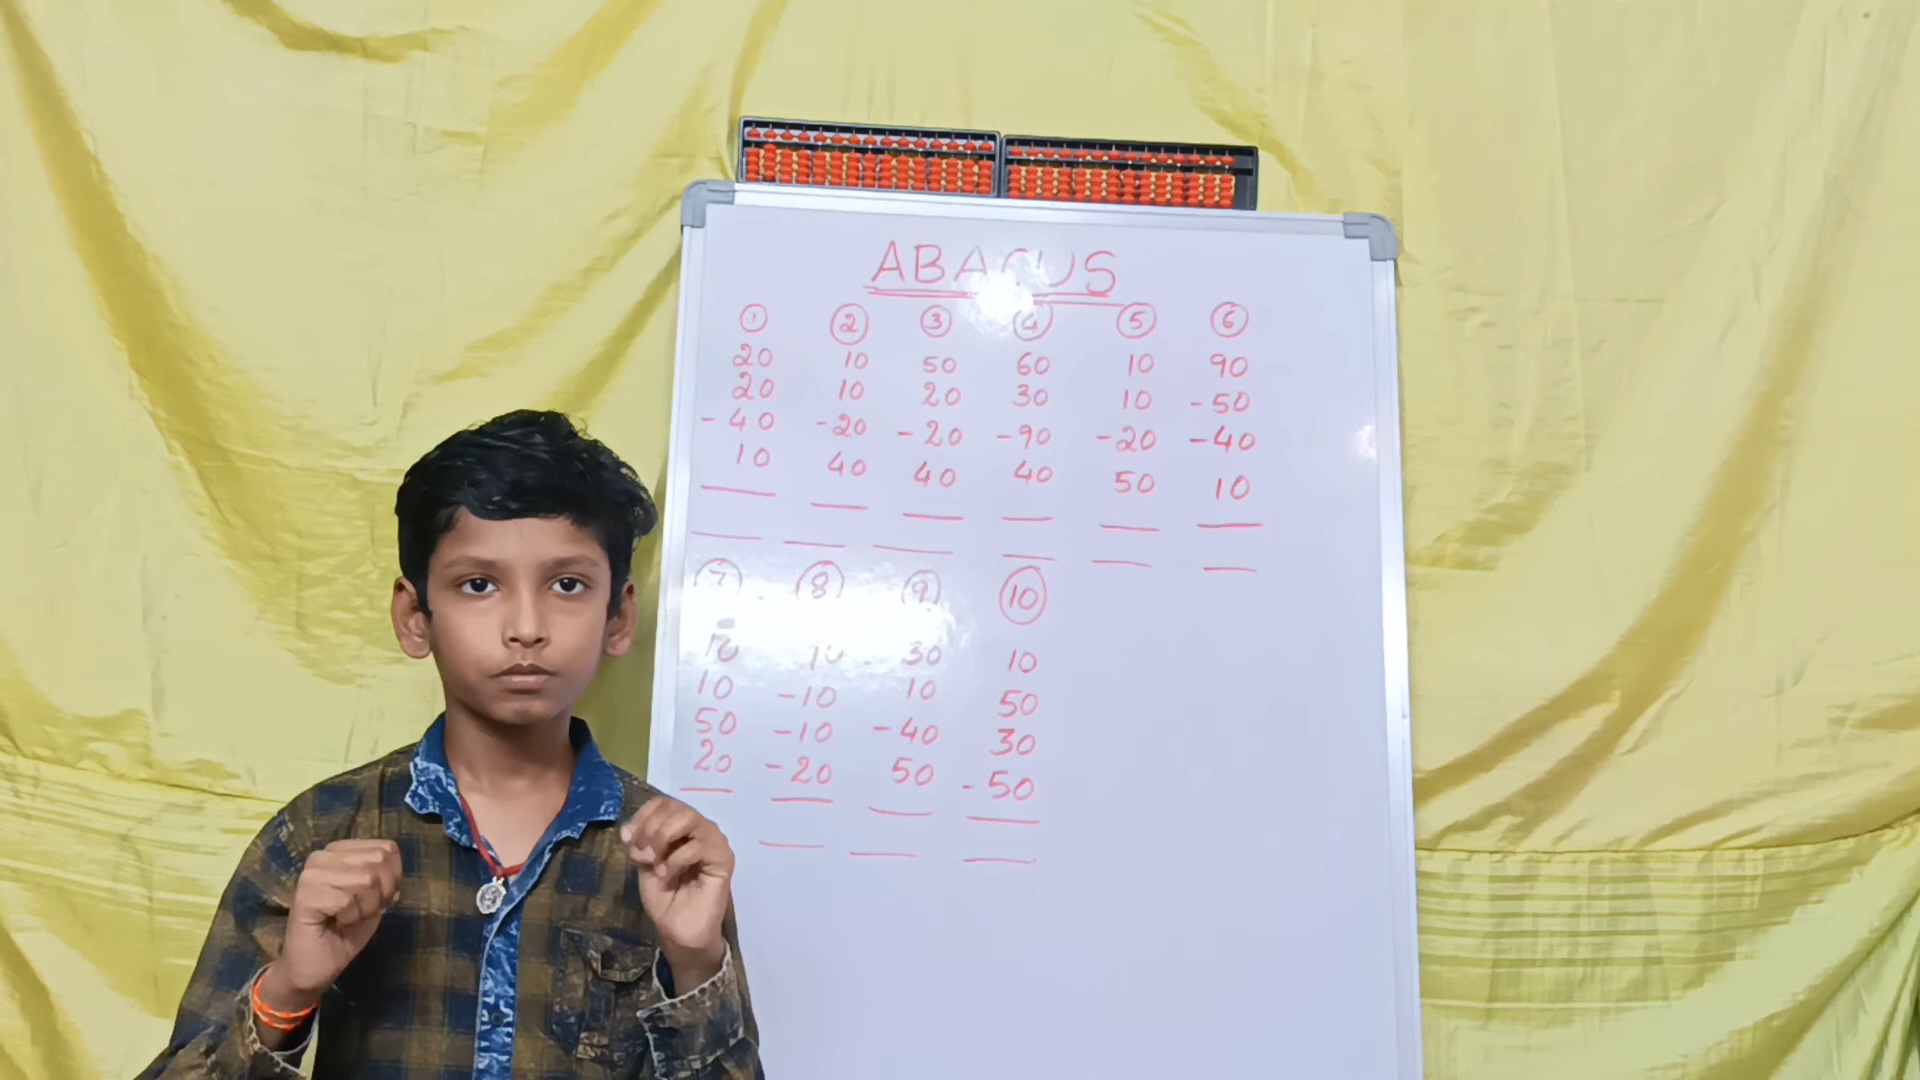 ABACUS
1 2 3 4 5 6
20 10 50 60 10 90
20 10 20 30 10 -50
-40 -20 -20 -90 -20 -40
10 40 40 40 50 10
7 8 9 10
30 10
10 -10 10 50
50 -10 -40 30
20 -20 50 -50